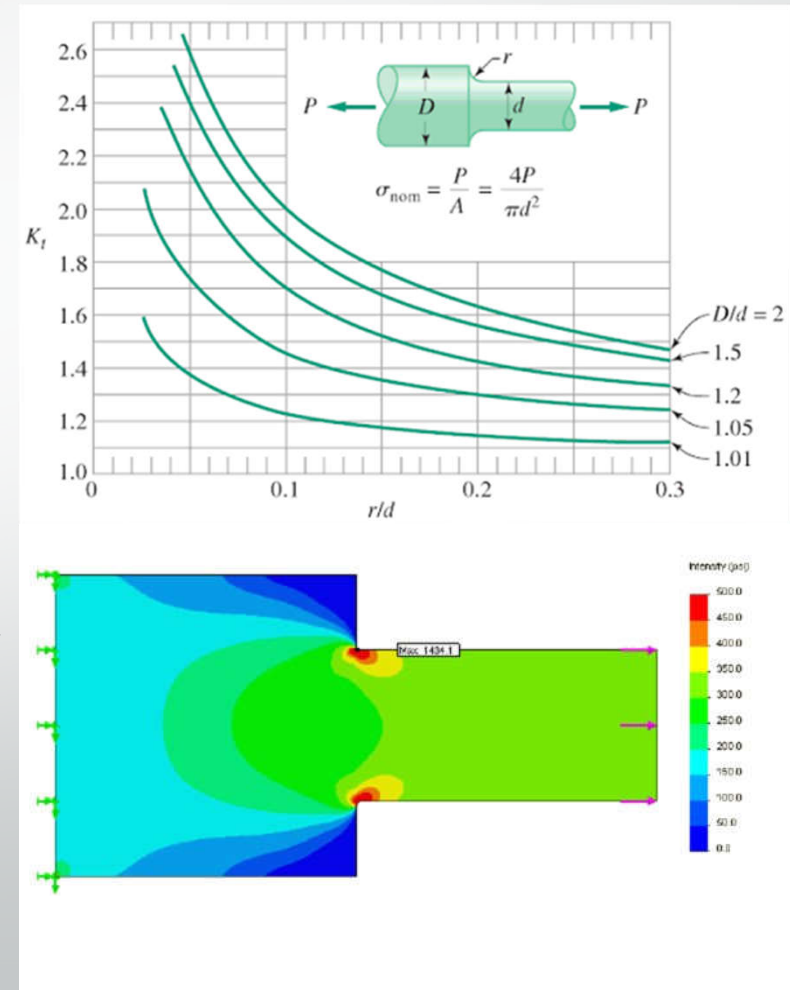 2.6
2.4
2.2
2.0
1.8
1.6
1.4
1.2
1.0
K_t
0
0.1
0.2
0.3
r/d
P
D
d
r
P
σ_nom = P/A = 4P/πd²
D/d = 2
1.5
1.2
1.05
1.01
Intensity (psi)
500.0
450.0
400.0
350.0
300.0
250.0
200.0
150.0
100.0
50.0
0.0
Max: 1434.1